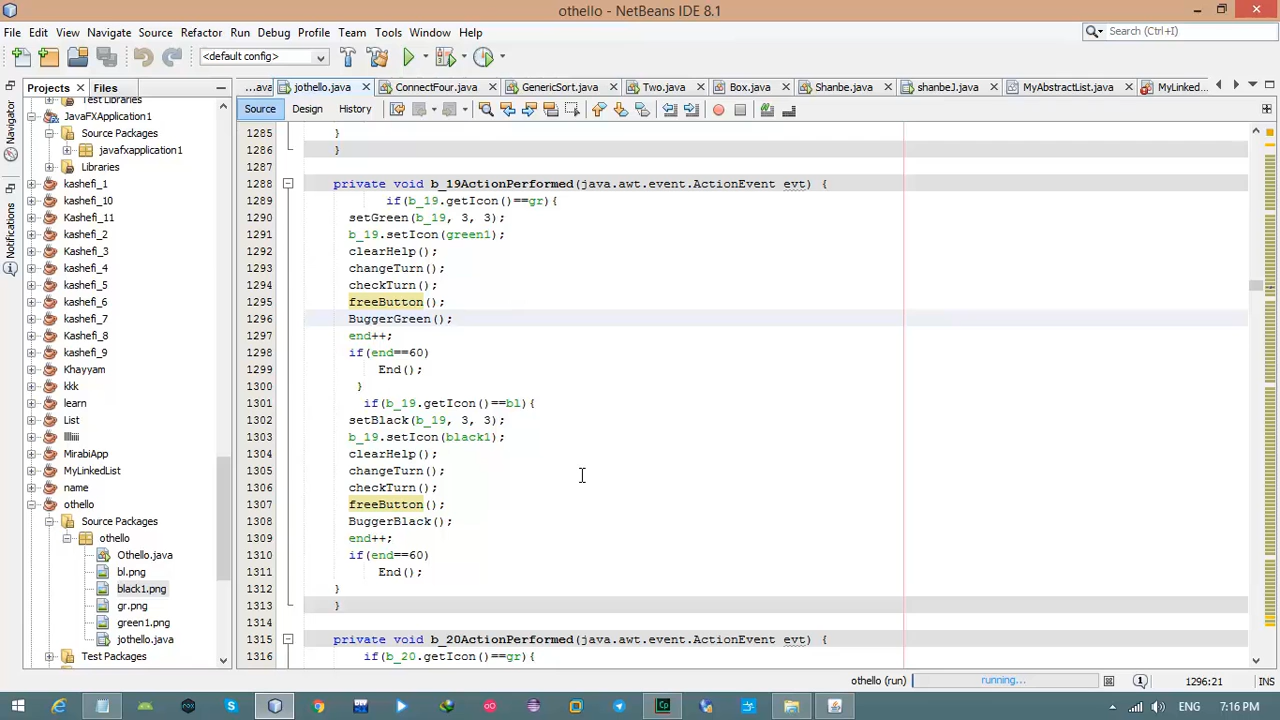 othello - NetBeans IDE 8.1
File Edit View Navigate Source Refactor Run Debug Profile Team Tools Window Help
Search (Ctrl+I)
<default config>
Projects Files
...ava jothello.java ConnectFour.java GenericSort.java Two.java Box.java Shanbe.java shanbeJ.java MyAbstractList.java MyLinked...
Source Design History
Navigator
Notifications
Test Libraries
JavaFXApplication1
Source Packages
javafxapplication1
Libraries
kashefi_1
kashefi_10
Kashefi_11
kashefi_2
Kashefi_3
kashefi_4
kashefi_5
kashefi_6
kashefi_7
Kashefi_8
kashefi_9
Khayyam
kkk
learn
List
MirabiApp
MyLinkedList
name
othello
Source Packages
othello
Othello.java
bl.png
black1.png
gr.png
green1.png
jothello.java
Test Packages
1285 }
1286 }
1287
1288 private void b_19ActionPerformed(java.awt.event.ActionEvent evt) {
1289 if(b_19.getIcon()==gr){
1290 setGreen(b_19, 3, 3);
1291 b_19.setIcon(green1);
1292 clearHelp();
1293 changeTurn();
1294 checkTurn();
1295 freeButton();
1296 BuggerGreen();
1297 end++;
1298 if(end==60)
1299 End();
1300 }
1301 if(b_19.getIcon()==bl){
1302 setBlack(b_19, 3, 3);
1303 b_19.setIcon(black1);
1304 clearHelp();
1305 changeTurn();
1306 checkTurn();
1307 freeButton();
1308 BuggerBlack();
1309 end++;
1310 if(end==60)
1311 End();
1312 }
1313 }
1314
1315 private void b_20ActionPerformed(java.awt.event.ActionEvent evt) {
1316 if(b_20.getIcon()==gr){
othello (run) running... 1 1296:21 INS
ENG 7:16 PM